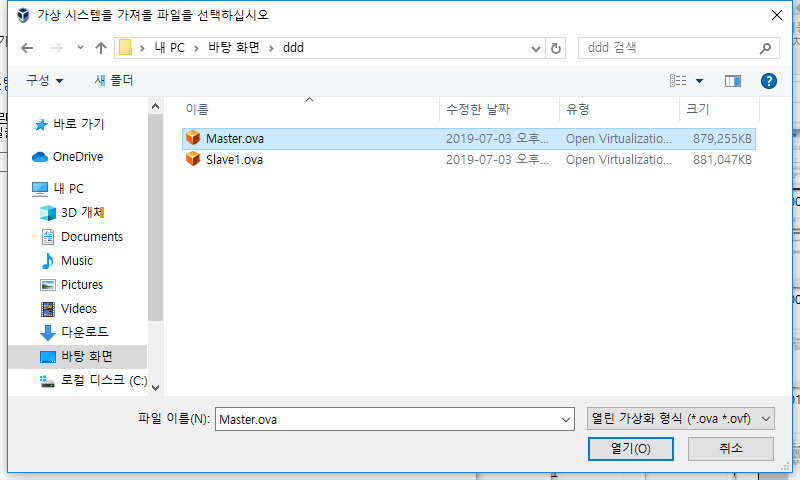 가상 시스템을 가져올 파일을 선택하십시오
내 PC > 바탕 화면 > ddd
ddd 검색
구성
새 폴더
이름 수정한 날짜 유형 크기
바로 가기
OneDrive
내 PC
3D 개체
Documents
Music
Pictures
Videos
다운로드
바탕 화면
로컬 디스크 (C:)
Master.ova 2019-07-03 오후... Open Virtualizatio... 879,255KB
Slave1.ova 2019-07-03 오후... Open Virtualizatio... 881,047KB
파일 이름(N): Master.ova
열린 가상화 형식 (*.ova *.ovf)
열기(O)
취소